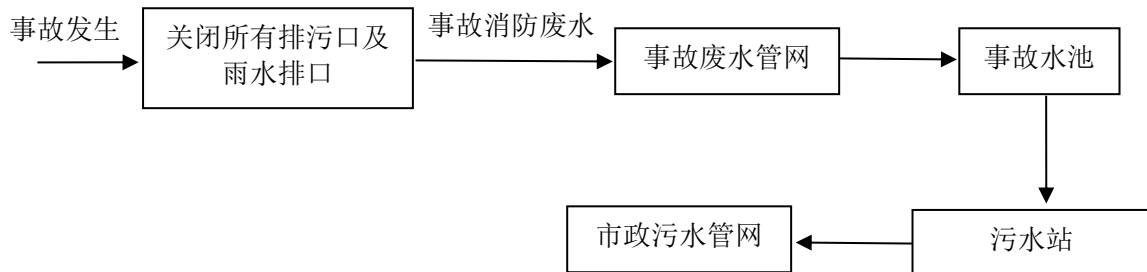 事故发生
关闭所有排污口及
雨水排口
事故消防废水
事故废水管网
事故水池
污水站
市政污水管网